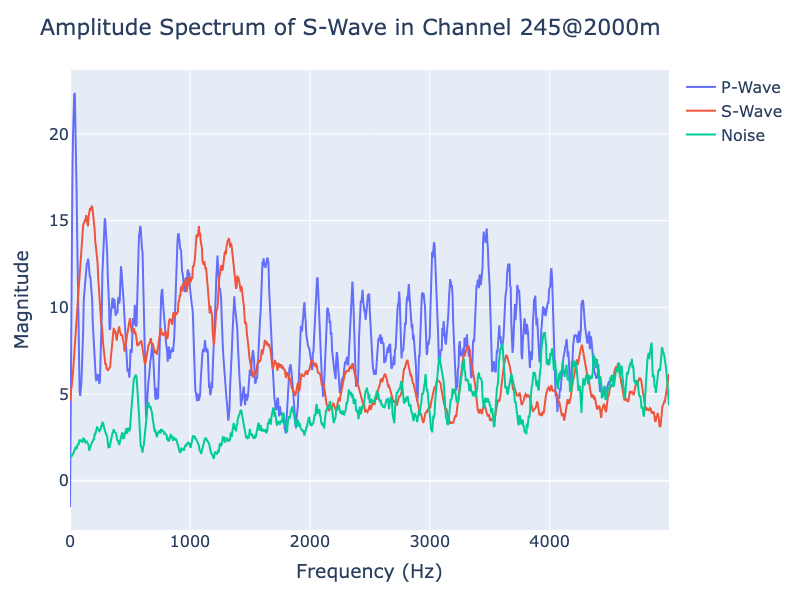 Amplitude Spectrum of S-Wave in Channel 245@2000m
P-Wave
S-Wave
Noise
Magnitude
20
15
10
5
0
0 1000 2000 3000 4000
Frequency (Hz)